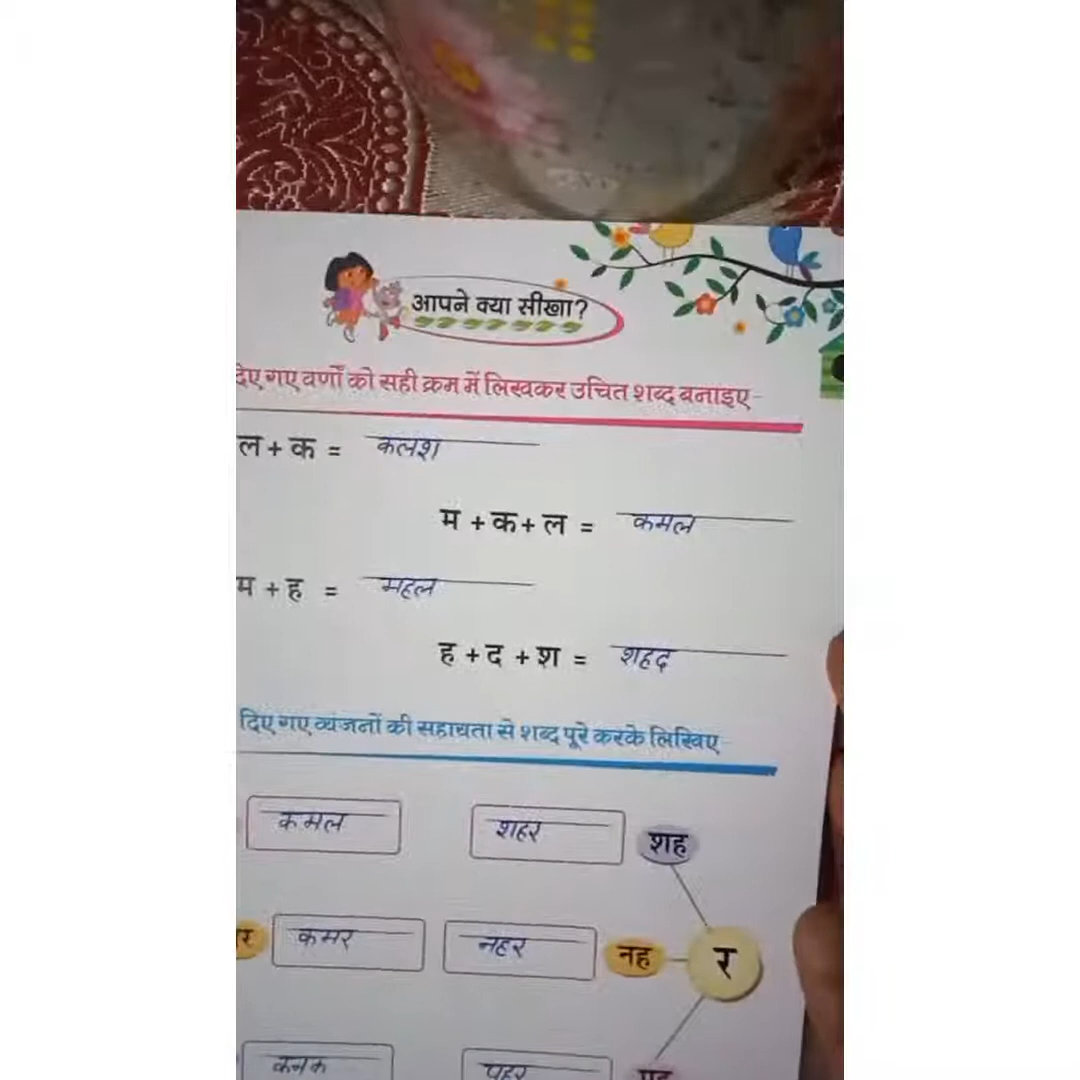 आपने क्या सीखा?
दिए गए वर्णों को सही क्रम में लिखकर उचित शब्द बनाइए-
ल + क = कलश
म + क + ल = कमल
म + ह = महल
ह + द + श = शहद
दिए गए व्यंजनों की सहायता से शब्द पूरे करके लिखिए
कमल शहर शह
र कमर नहर नह र
कनक पहर